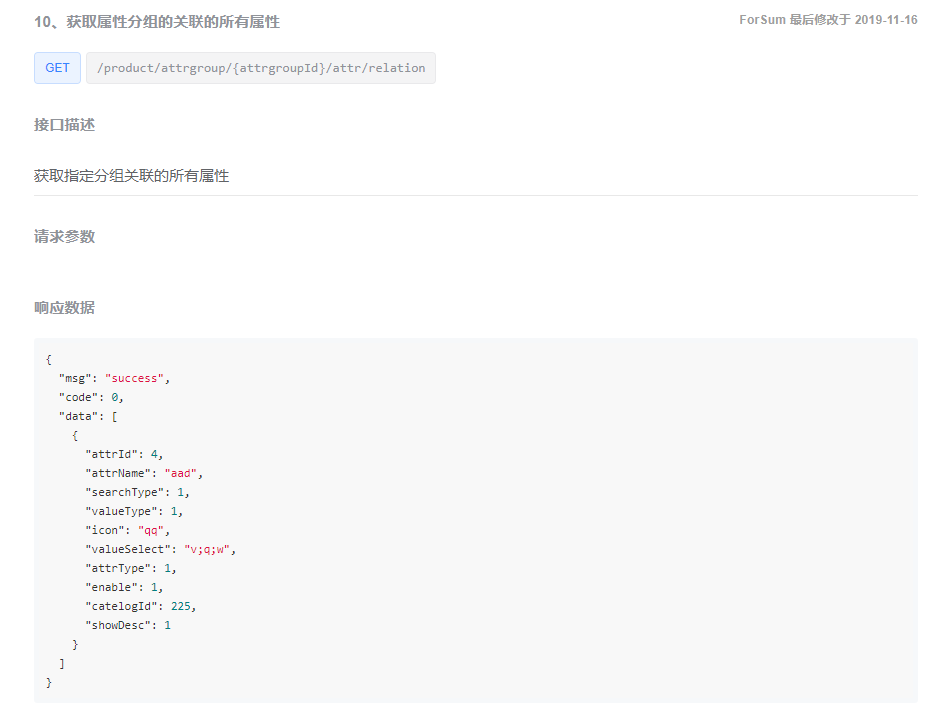 10、获取属性分组的关联的所有属性
ForSum 最后修改于 2019-11-16
GET /product/attrgroup/{attrgroupId}/attr/relation
接口描述
获取指定分组关联的所有属性
请求参数
响应数据
{
  "msg": "success",
  "code": 0,
  "data": [
    {
      "attrId": 4,
      "attrName": "aad",
      "searchType": 1,
      "valueType": 1,
      "icon": "qq",
      "valueSelect": "v;q;w",
      "attrType": 1,
      "enable": 1,
      "catelogId": 225,
      "showDesc": 1
    }
  ]
}